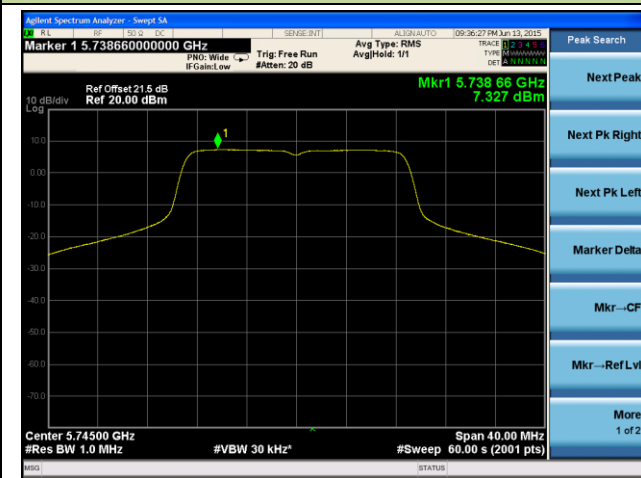 Agilent Spectrum Analyzer - Swept SA
RL RF 50 Ω DC SENSE:INT ALIGNAUTO 09:36:27 PM Jun 13, 2015
Marker 1 5.738660000000 GHz
PNO: Wide
IFGain:Low
Trig: Free Run
#Atten: 20 dB
Avg Type: RMS
Avg|Hold: 1/1
TRACE 1 2 3 4 5 6
TYPE M
DET A N N N N N
Peak Search
Ref Offset 21.5 dB
Ref 20.00 dBm
10 dB/div
Log
Mkr1 5.738 66 GHz
7.327 dBm
Next Peak
Next Pk Right
Next Pk Left
Marker Delta
Mkr→CF
Mkr→Ref Lvl
More
1 of 2
1
10.0
0.00
-10.0
-20.0
-30.0
-40.0
-50.0
-60.0
-70.0
Center 5.74500 GHz
#Res BW 1.0 MHz
#VBW 30 kHz*
Span 40.00 MHz
#Sweep 60.00 s (2001 pts)
MSG
STATUS